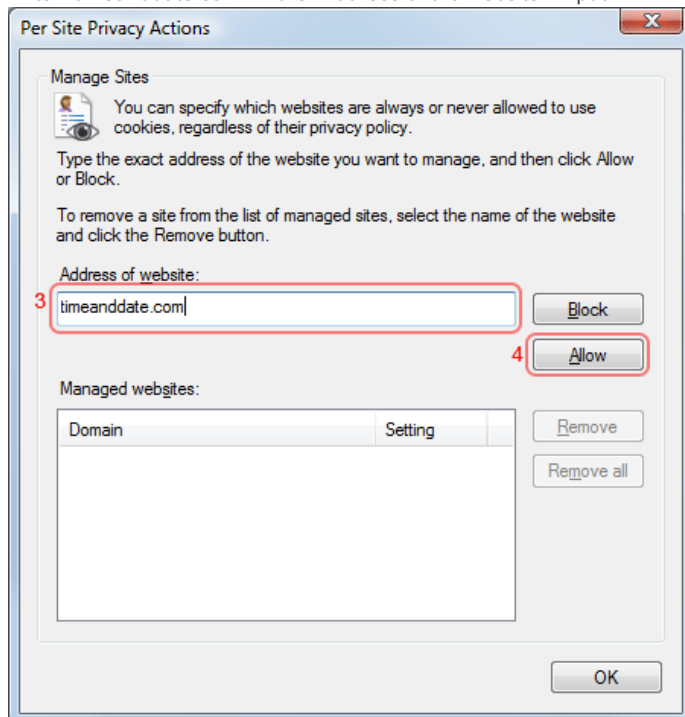 Per Site Privacy Actions
Manage Sites
You can specify which websites are always or never allowed to use
cookies, regardless of their privacy policy.
Type the exact address of the website you want to manage, and then click Allow
or Block.
To remove a site from the list of managed sites, select the name of the website
and click the Remove button.
Address of website:
3 timeanddate.com Block
4 Allow
Managed websites:
Domain Setting Remove
Remove all
OK